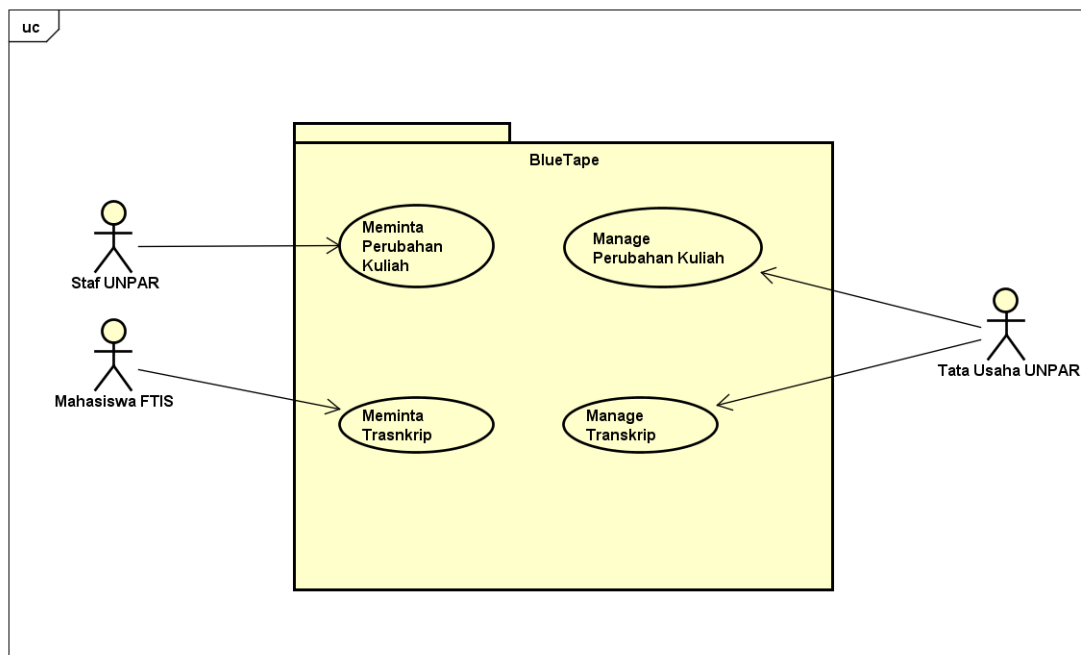 uc
BlueTape
Meminta
Perubahan
Kuliah
Manage
Perubahan Kuliah
Staf UNPAR
Mahasiswa FTIS
Tata Usaha UNPAR
Meminta
Trasnkrip
Manage
Transkrip